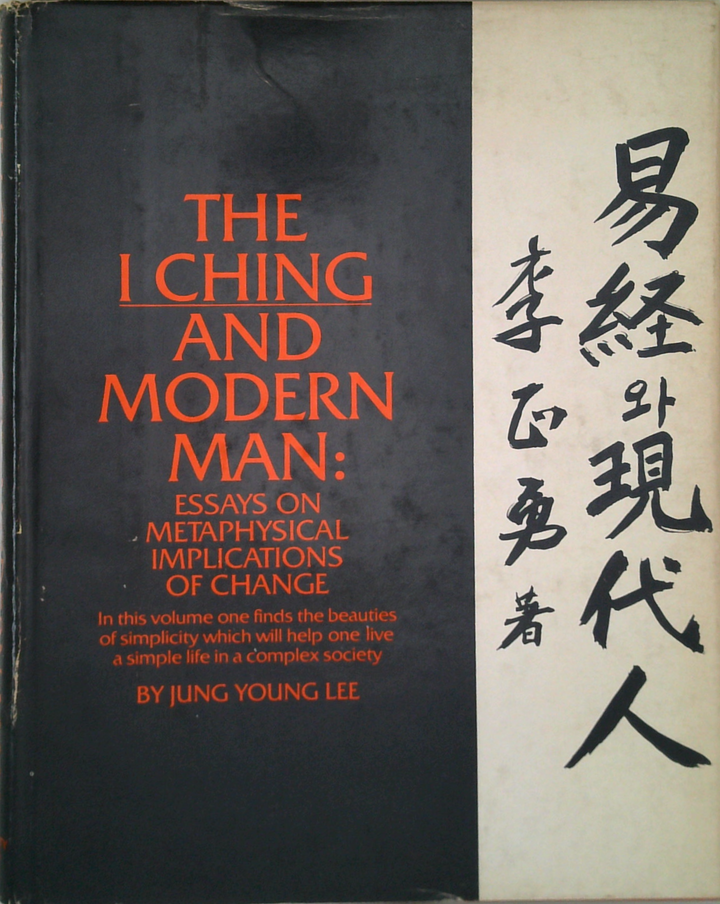 THE
I CHING
AND
MODERN
MAN:
ESSAYS ON
METAPHYSICAL
IMPLICATIONS
OF CHANGE
In this volume one finds the beauties
of simplicity which will help one live
a simple life in a complex society
BY JUNG YOUNG LEE
易経와現代人
李正勇著